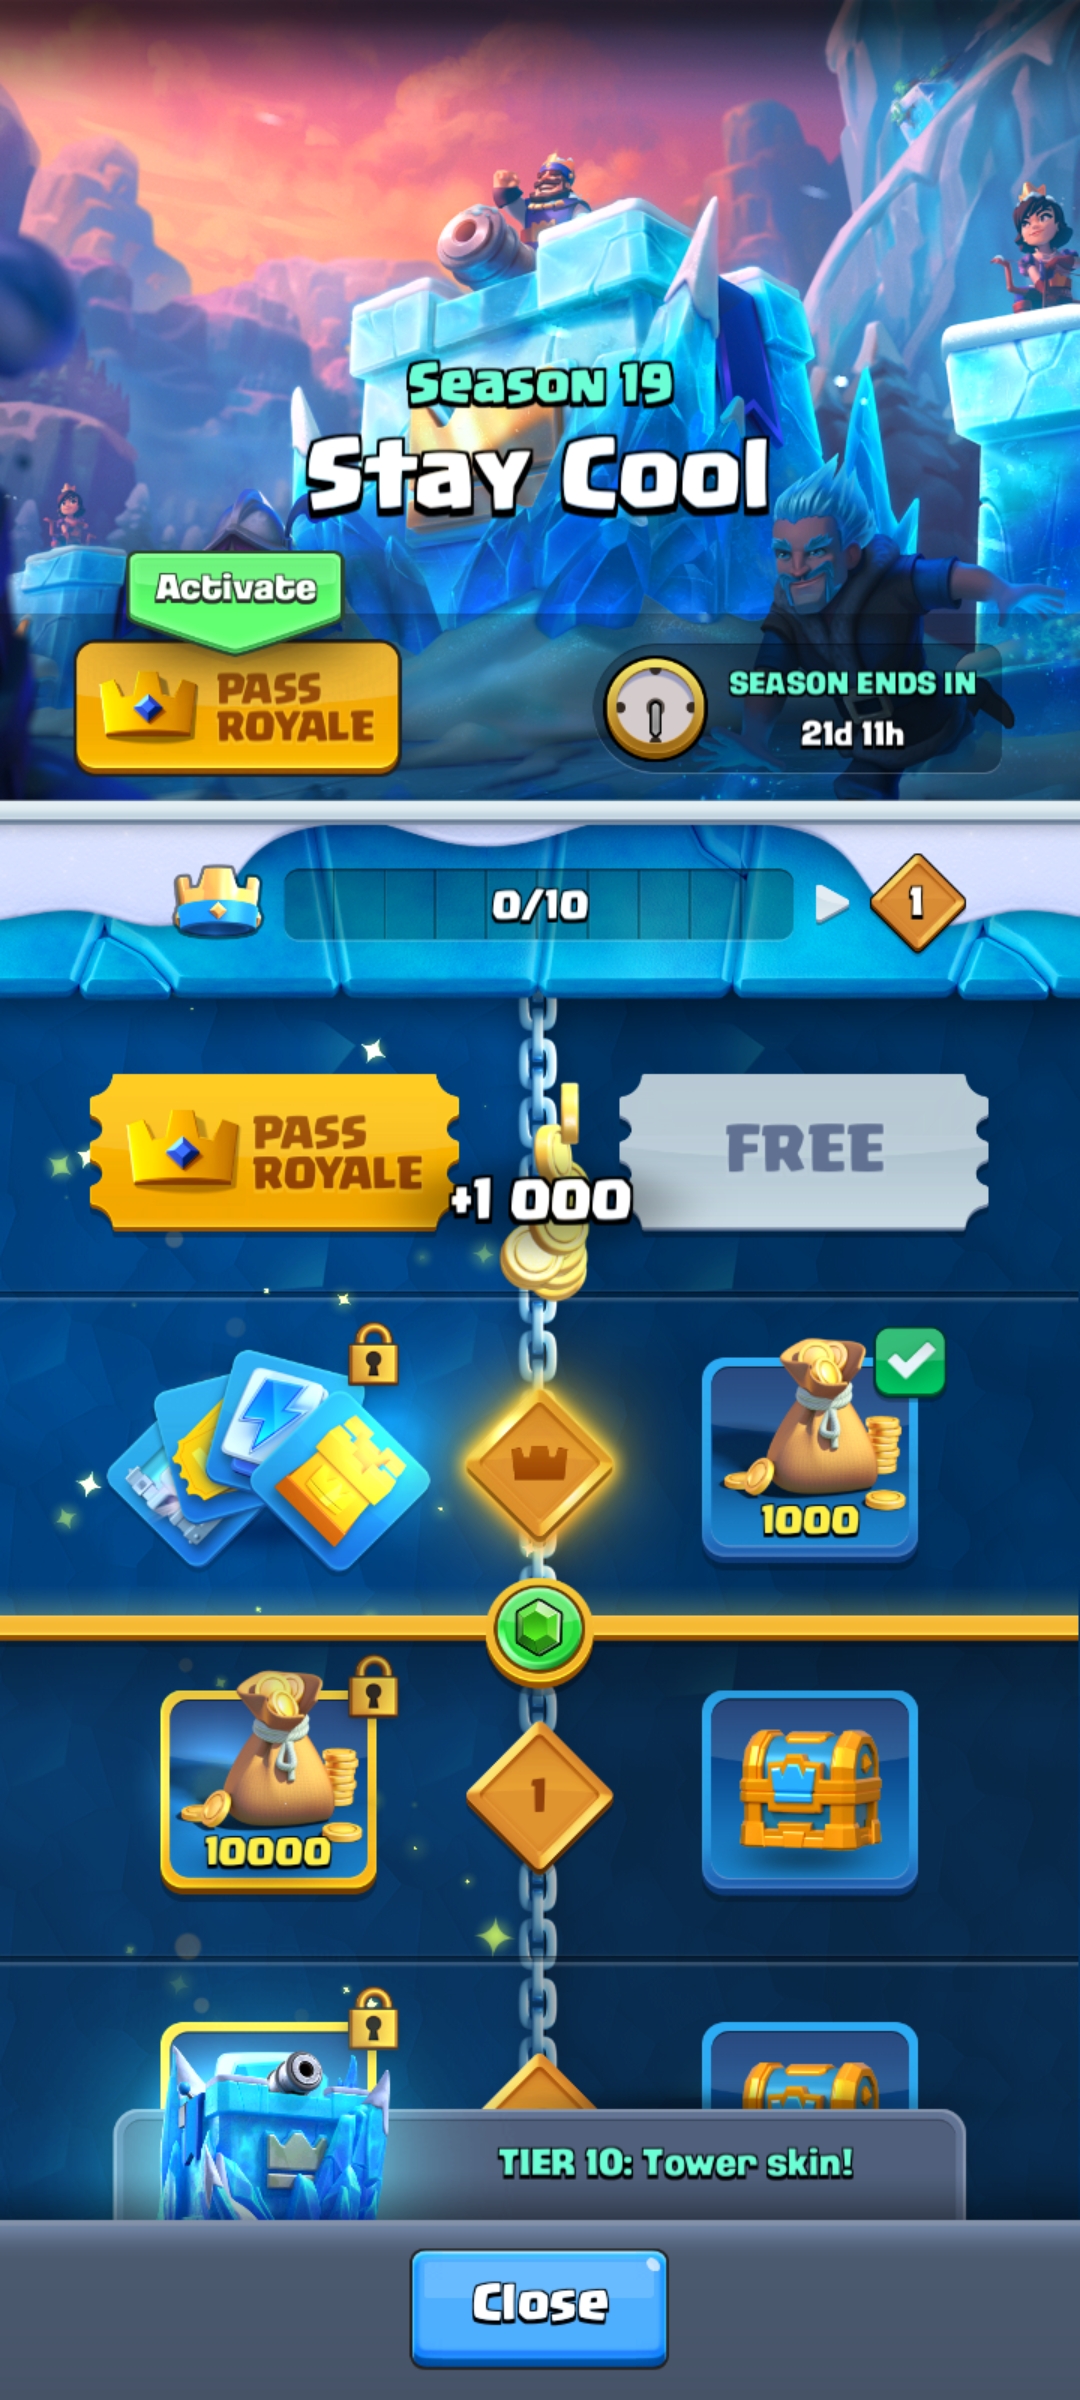 Season 19
Stay Cool
Activate
PASS
ROYALE
SEASON ENDS IN
21d 11h
0/10
1
PASS
ROYALE
FREE
+1 000
1000
10000
1
TIER 10: Tower skin!
Close